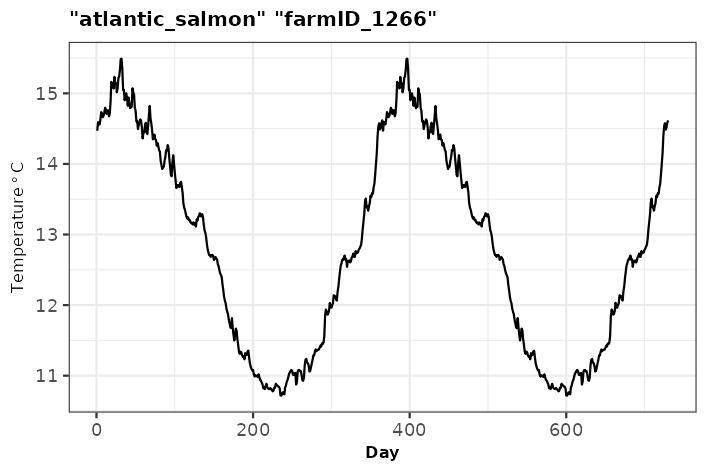 "atlantic_salmon" "farmID_1266"
Temperature ° C
15
14
13
12
11
0 200 400 600
Day